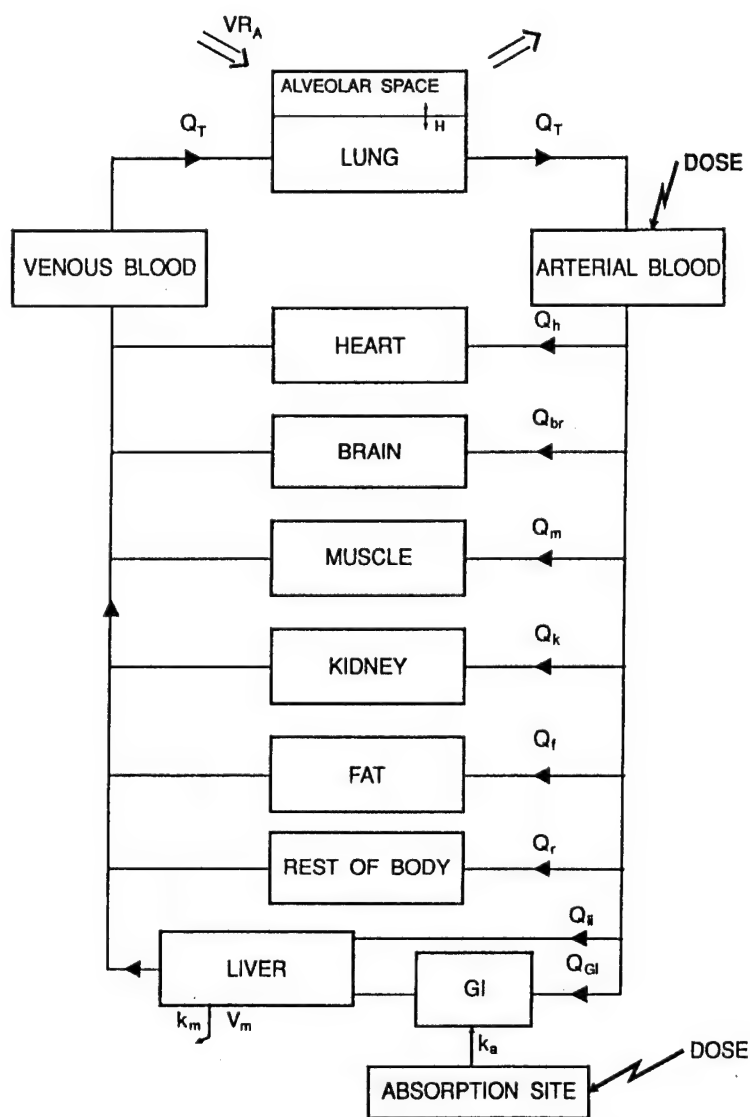 VR_A
ALVEOLAR SPACE
H
Q_T
LUNG
Q_T
DOSE
VENOUS BLOOD
ARTERIAL BLOOD
HEART
Q_h
BRAIN
Q_br
MUSCLE
Q_m
KIDNEY
Q_k
FAT
Q_f
REST OF BODY
Q_r
LIVER
Q_li
GI
Q_GI
k_m V_m
k_a
DOSE
ABSORPTION SITE